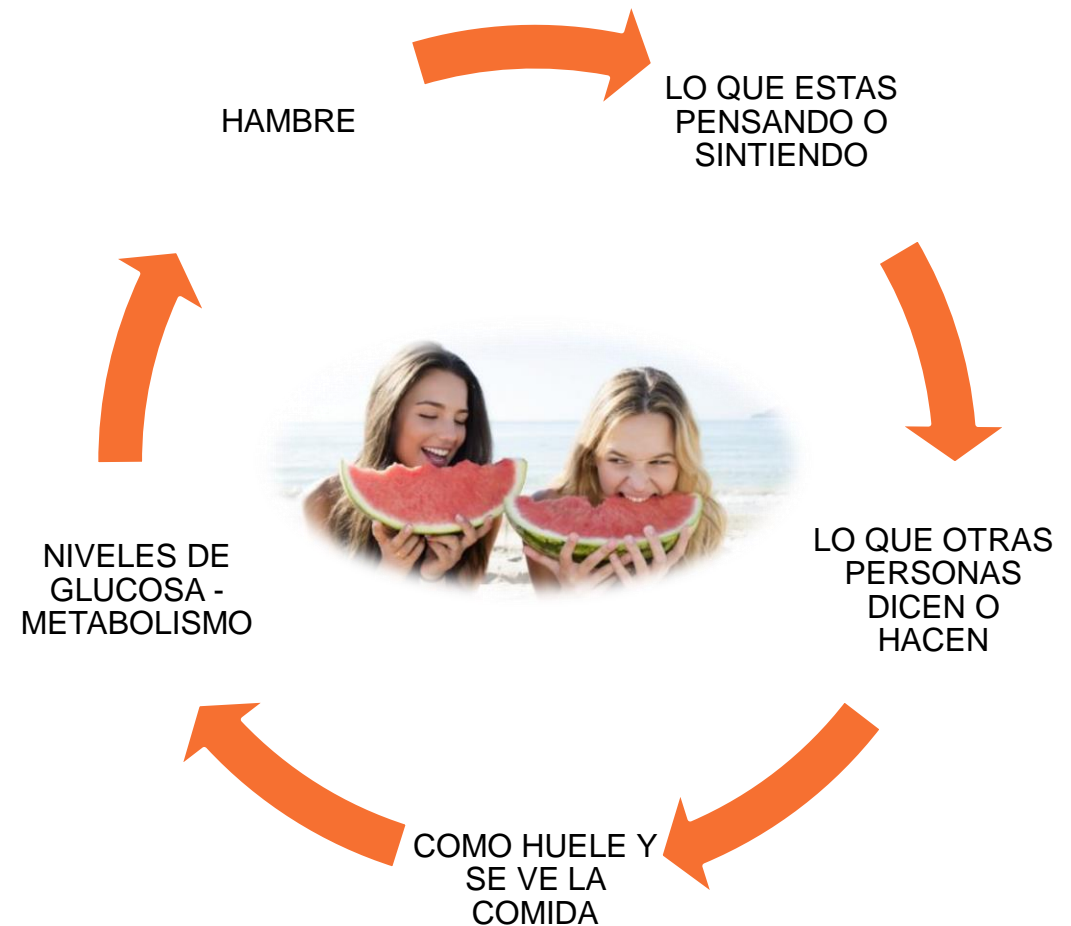 HAMBRE
LO QUE ESTAS
PENSANDO O
SINTIENDO
LO QUE OTRAS
PERSONAS
DICEN O
HACEN
COMO HUELE Y
SE VE LA
COMIDA
NIVELES DE
GLUCOSA -
METABOLISMO